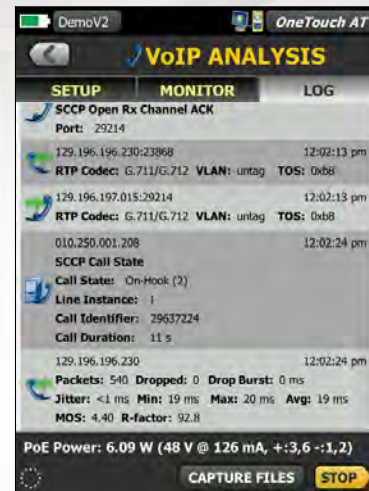 DemoV2
OneTouch AT
VoIP ANALYSIS
SETUP MONITOR LOG
SCCP Open Rx Channel ACK
Port: 29214
129.196.196.230:23868 12:02:13 pm
RTP Codec: G.711/G.712 VLAN: untag TOS: 0xb8
129.196.197.015:29214 12:02:13 pm
RTP Codec: G.711/G.712 VLAN: untag TOS: 0xb8
010.250.001.208 12:02:24 pm
SCCP Call State
Call State: On-Hook (2)
Line Instance: 1
Call Identifier: 29637224
Call Duration: 11 s
129.196.196.230 12:02:24 pm
Packets: 540 Dropped: 0 Drop Burst: 0 ms
Jitter: <1 ms Min: 19 ms Max: 20 ms Avg: 19 ms
MOS: 4.40 R-factor: 92.8
PoE Power: 6.09 W (48 V @ 126 mA, +:3,6 -:1,2)
CAPTURE FILES STOP